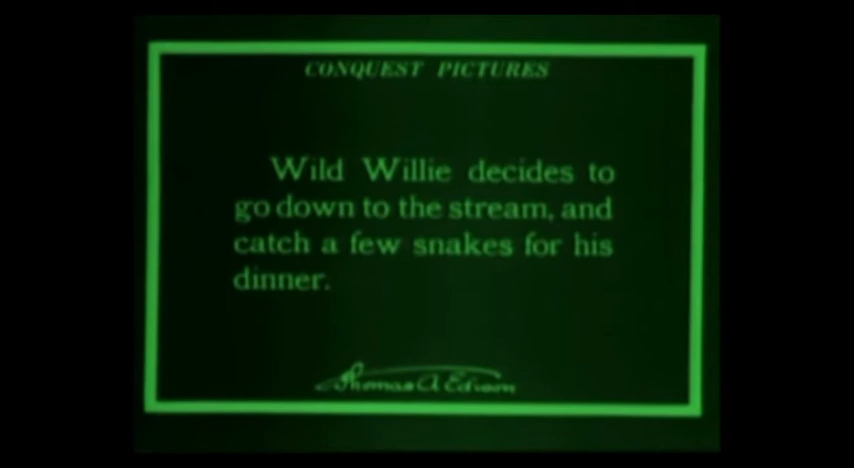 CONQUEST PICTURES
Wild Willie decides to
go down to the stream, and
catch a few snakes for his
dinner.
Thomas A Edison